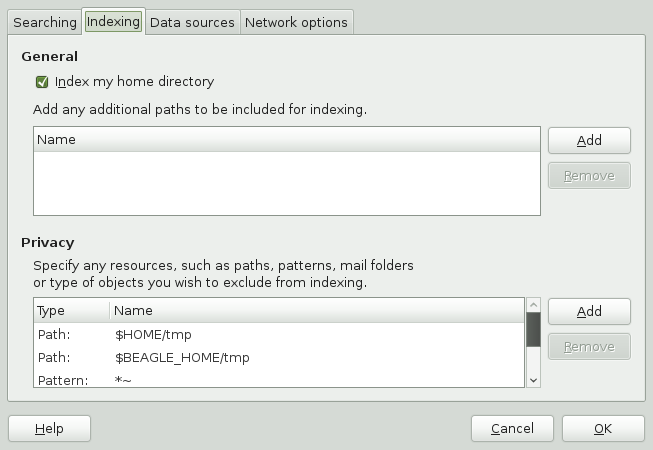 Searching Indexing Data sources Network options
General
Index my home directory
Add any additional paths to be included for indexing.
Name
Add
Remove
Privacy
Specify any resources, such as paths, patterns, mail folders
or type of objects you wish to exclude from indexing.
Type Name
Add
Path: $HOME/tmp
Remove
Path: $BEAGLE_HOME/tmp
Pattern: *~
Help Cancel OK